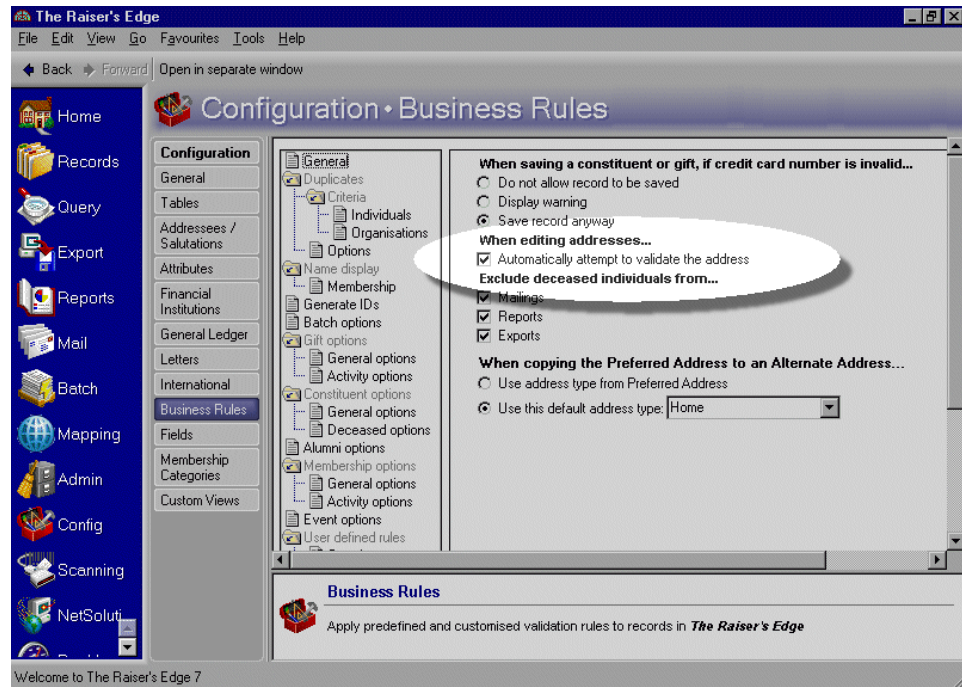 The Raiser's Edge
File Edit View Go Favourites Tools Help
Back Forward Open in separate window
Configuration • Business Rules
Home
Records
Query
Export
Reports
Mail
Batch
Mapping
Admin
Config
Scanning
NetSoluti...
Configuration
General
Tables
Addressees /
Salutations
Attributes
Financial
Institutions
General Ledger
Letters
International
Business Rules
Fields
Membership
Categories
Custom Views
General
Duplicates
Criteria
Individuals
Organisations
Options
Name display
Membership
Generate IDs
Batch options
Gift options
General options
Activity options
Constituent options
General options
Deceased options
Alumni options
Membership options
General options
Activity options
Event options
User defined rules
When saving a constituent or gift, if credit card number is invalid...
Do not allow record to be saved
Display warning
Save record anyway
When editing addresses...
Automatically attempt to validate the address
Exclude deceased individuals from...
Mailings
Reports
Exports
When copying the Preferred Address to an Alternate Address...
Use address type from Preferred Address
Use this default address type: Home
Business Rules
Apply predefined and customised validation rules to records in The Raiser's Edge
Welcome to The Raiser's Edge 7